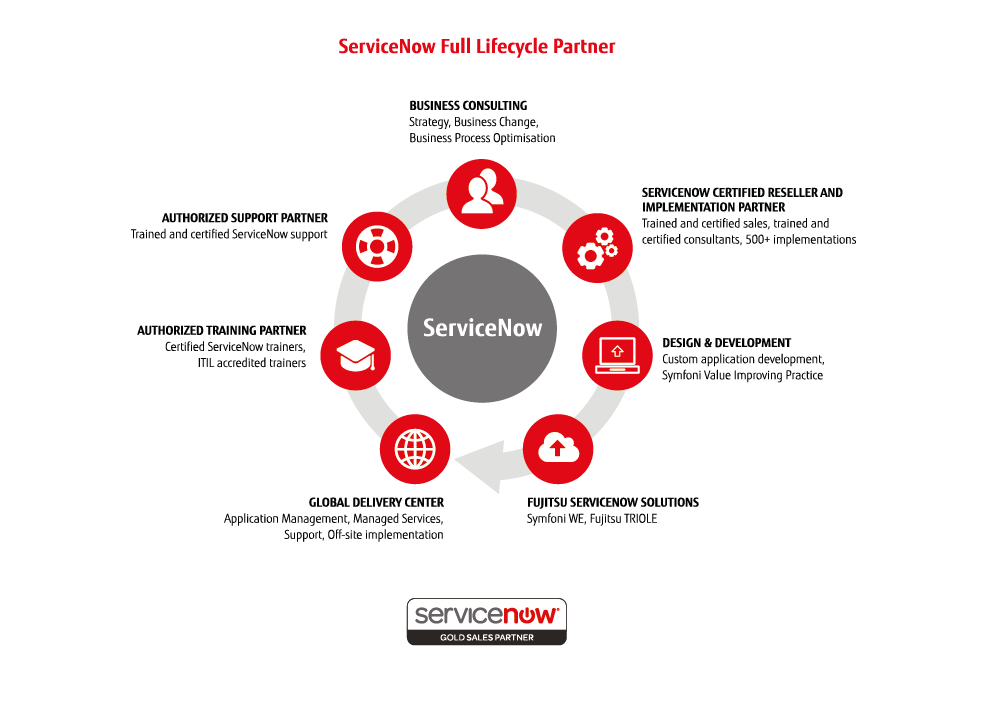 ServiceNow Full Lifecycle Partner
BUSINESS CONSULTING
Strategy, Business Change,
Business Process Optimisation
SERVICENOW CERTIFIED RESELLER AND
IMPLEMENTATION PARTNER
Trained and certified sales, trained and
certified consultants, 500+ implementations
AUTHORIZED SUPPORT PARTNER
Trained and certified ServiceNow support
ServiceNow
AUTHORIZED TRAINING PARTNER
Certified ServiceNow trainers,
ITIL accredited trainers
DESIGN & DEVELOPMENT
Custom application development,
Symfoni Value Improving Practice
GLOBAL DELIVERY CENTER
Application Management, Managed Services,
Support, Off-site implementation
FUJITSU SERVICENOW SOLUTIONS
Symfoni WE, Fujitsu TRIOLE
servicenow
GOLD SALES PARTNER